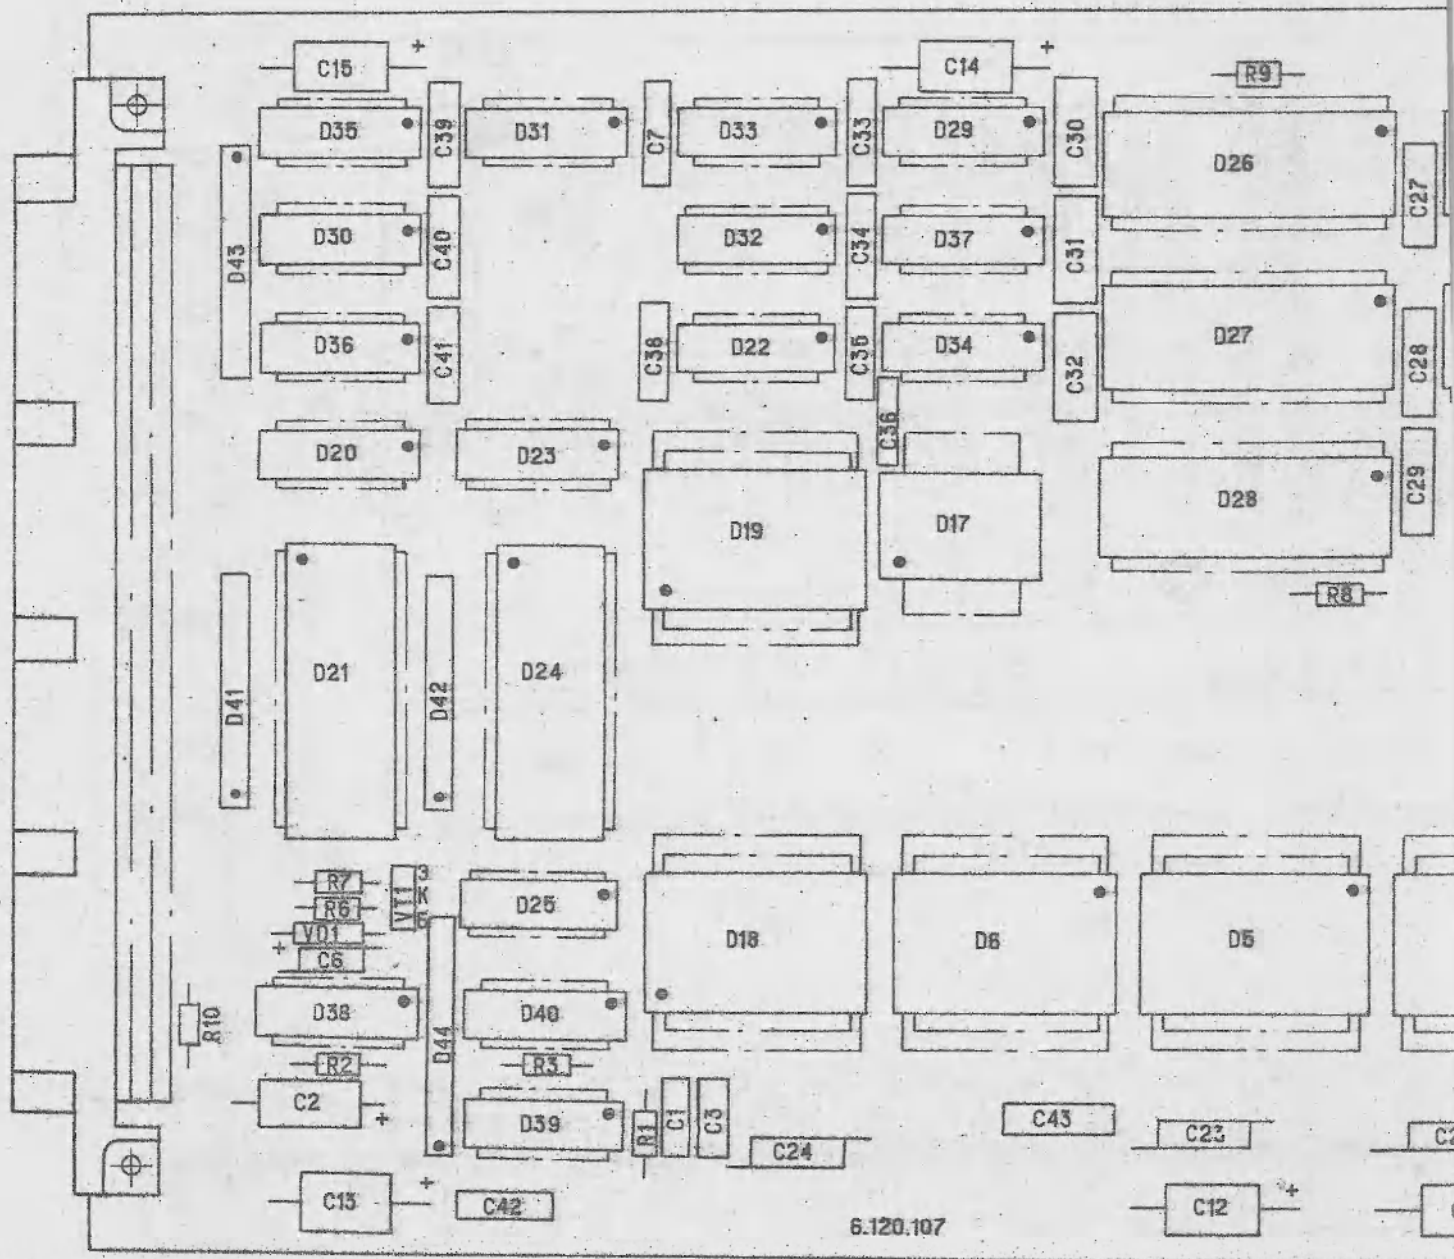 C15 +
C14 +
R9
D35
C39
D31
C7
D33
C33
D29
C30
D26
C27
D43
D30
C40
D32
C34
D37
C31
D36
C41
C38
D22
C35
D34
C32
D27
C28
C36
D20
D23
D19
D17
D28
C29
R8
D41
D21
D42
D24
R7
VT1
Э
К
Б
R6
VD1
+ C6
D25
D18
D6
D5
R10
D38
D44
D40
R2
R3
C2 +
D39
R1
C1
C3
C24
C43
C23
C13 +
C42
6.120.107
C12 +